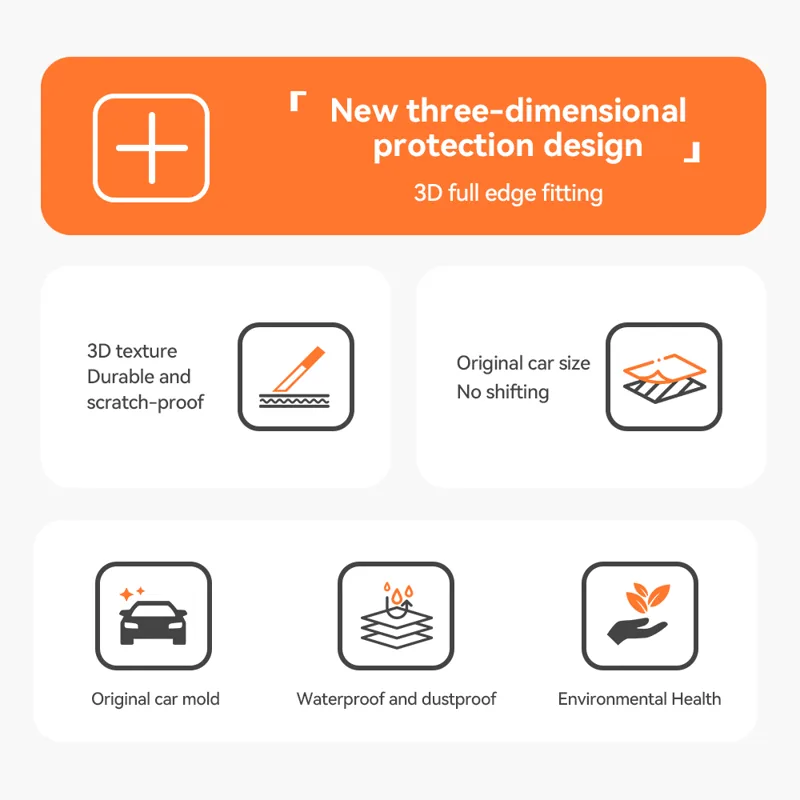 「 New three-dimensional
protection design 」
3D full edge fitting
3D texture
Durable and
scratch-proof
Original car size
No shifting
Original car mold
Waterproof and dustproof
Environmental Health